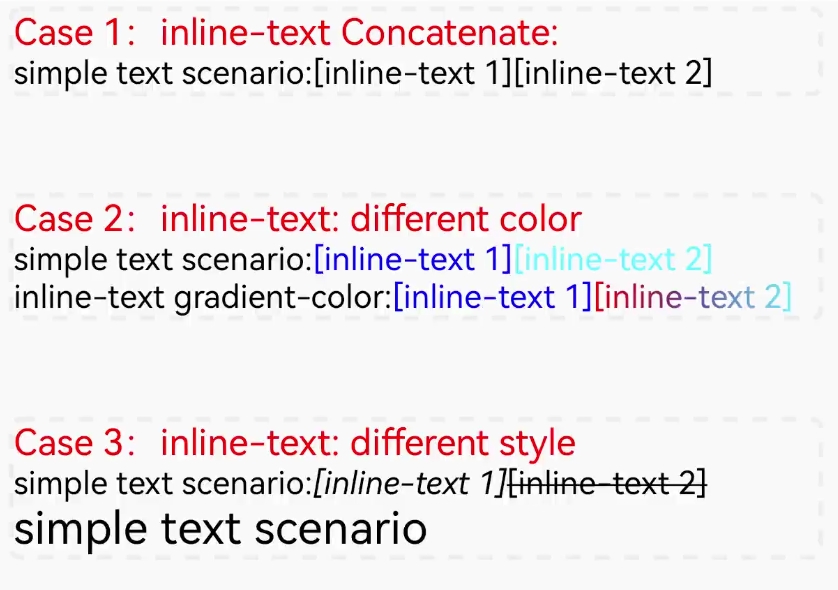 Case 1： inline-text Concatenate:
simple text scenario:[inline-text 1][inline-text 2]
Case 2： inline-text: different color
simple text scenario:[inline-text 1][inline-text 2]
inline-text gradient-color:[inline-text 1][inline-text 2]
Case 3： inline-text: different style
simple text scenario:[inline-text 1][inline-text 2]
simple text scenario